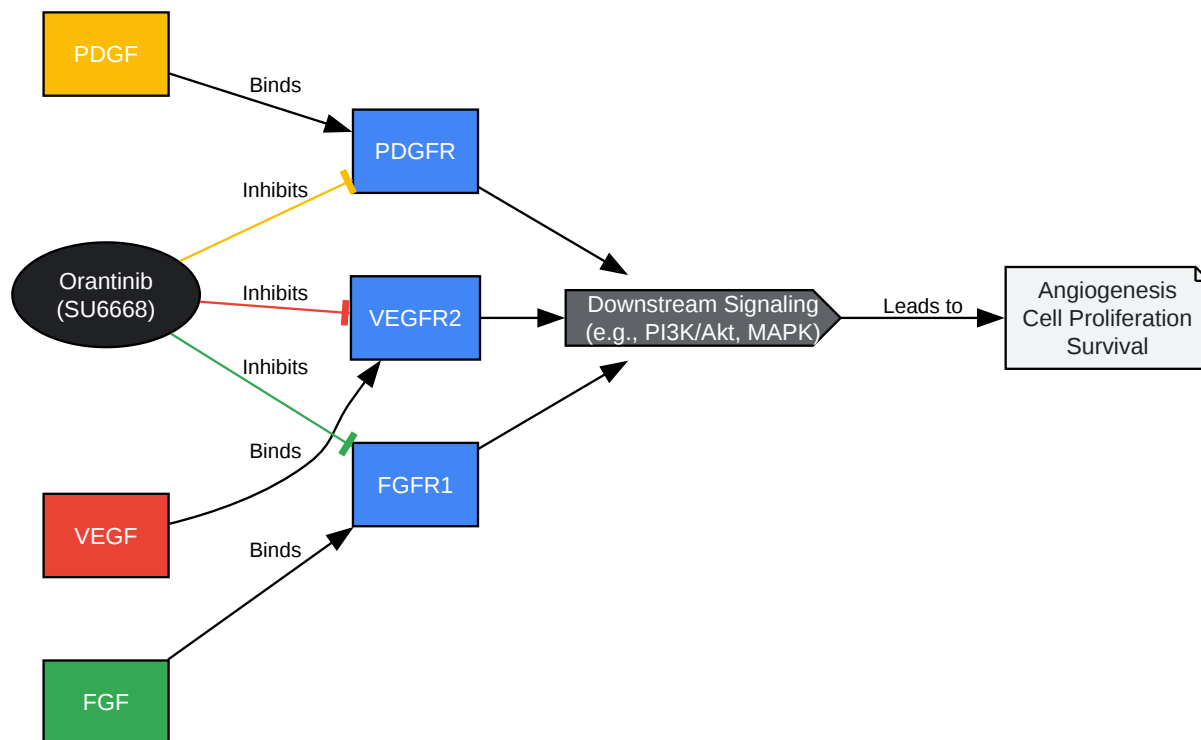 PDGF
Binds
PDGFR
Inhibits
Orantinib
(SU6668)
Inhibits
VEGFR2
Downstream Signaling
(e.g., PI3K/Akt, MAPK)
Leads to
Angiogenesis
Cell Proliferation
Survival
Inhibits
Binds
FGFR1
VEGF
Binds
FGF